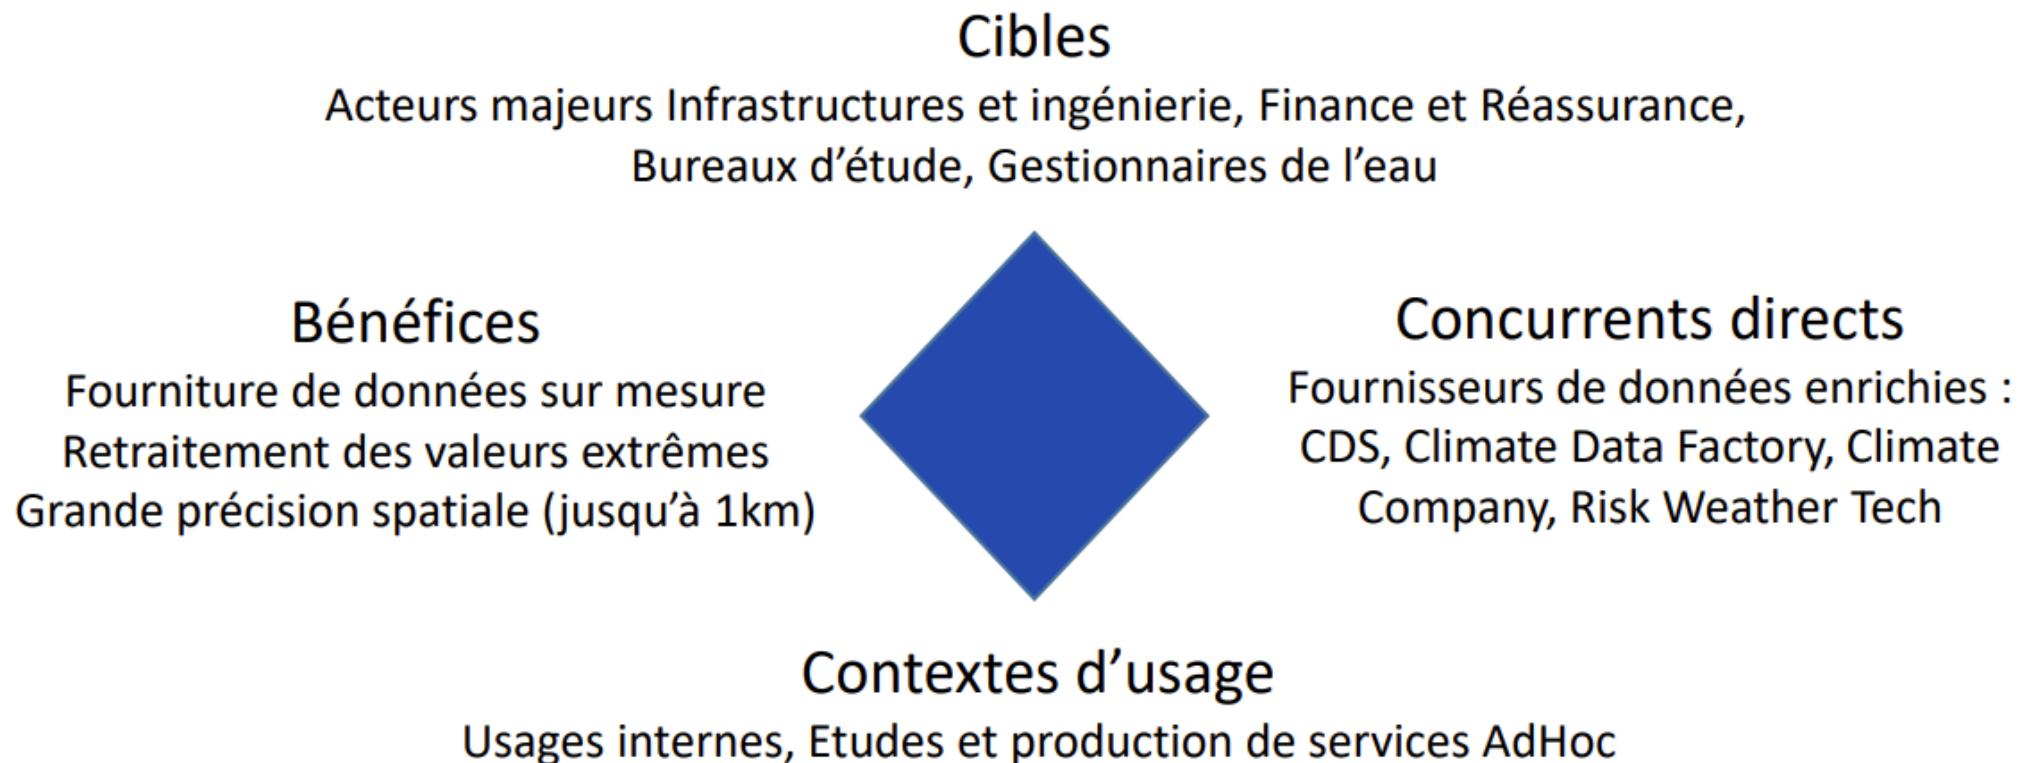 Cibles
Acteurs majeurs Infrastructures et ingénierie, Finance et Réassurance,
Bureaux d’étude, Gestionnaires de l’eau
Bénéfices
Fourniture de données sur mesure
Retraitement des valeurs extrêmes
Grande précision spatiale (jusqu’à 1km)
Concurrents directs
Fournisseurs de données enrichies :
CDS, Climate Data Factory, Climate
Company, Risk Weather Tech
Contextes d’usage
Usages internes, Etudes et production de services AdHoc